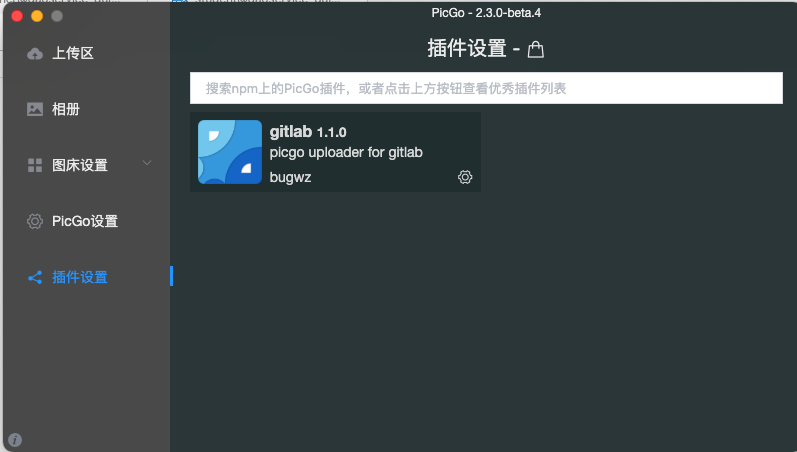 PicGo - 2.3.0-beta.4
上传区
相册
图床设置
PicGo设置
插件设置
插件设置 -
搜索npm上的PicGo插件，或者点击上方按钮查看优秀插件列表
gitlab 1.1.0
picgo uploader for gitlab
bugwz